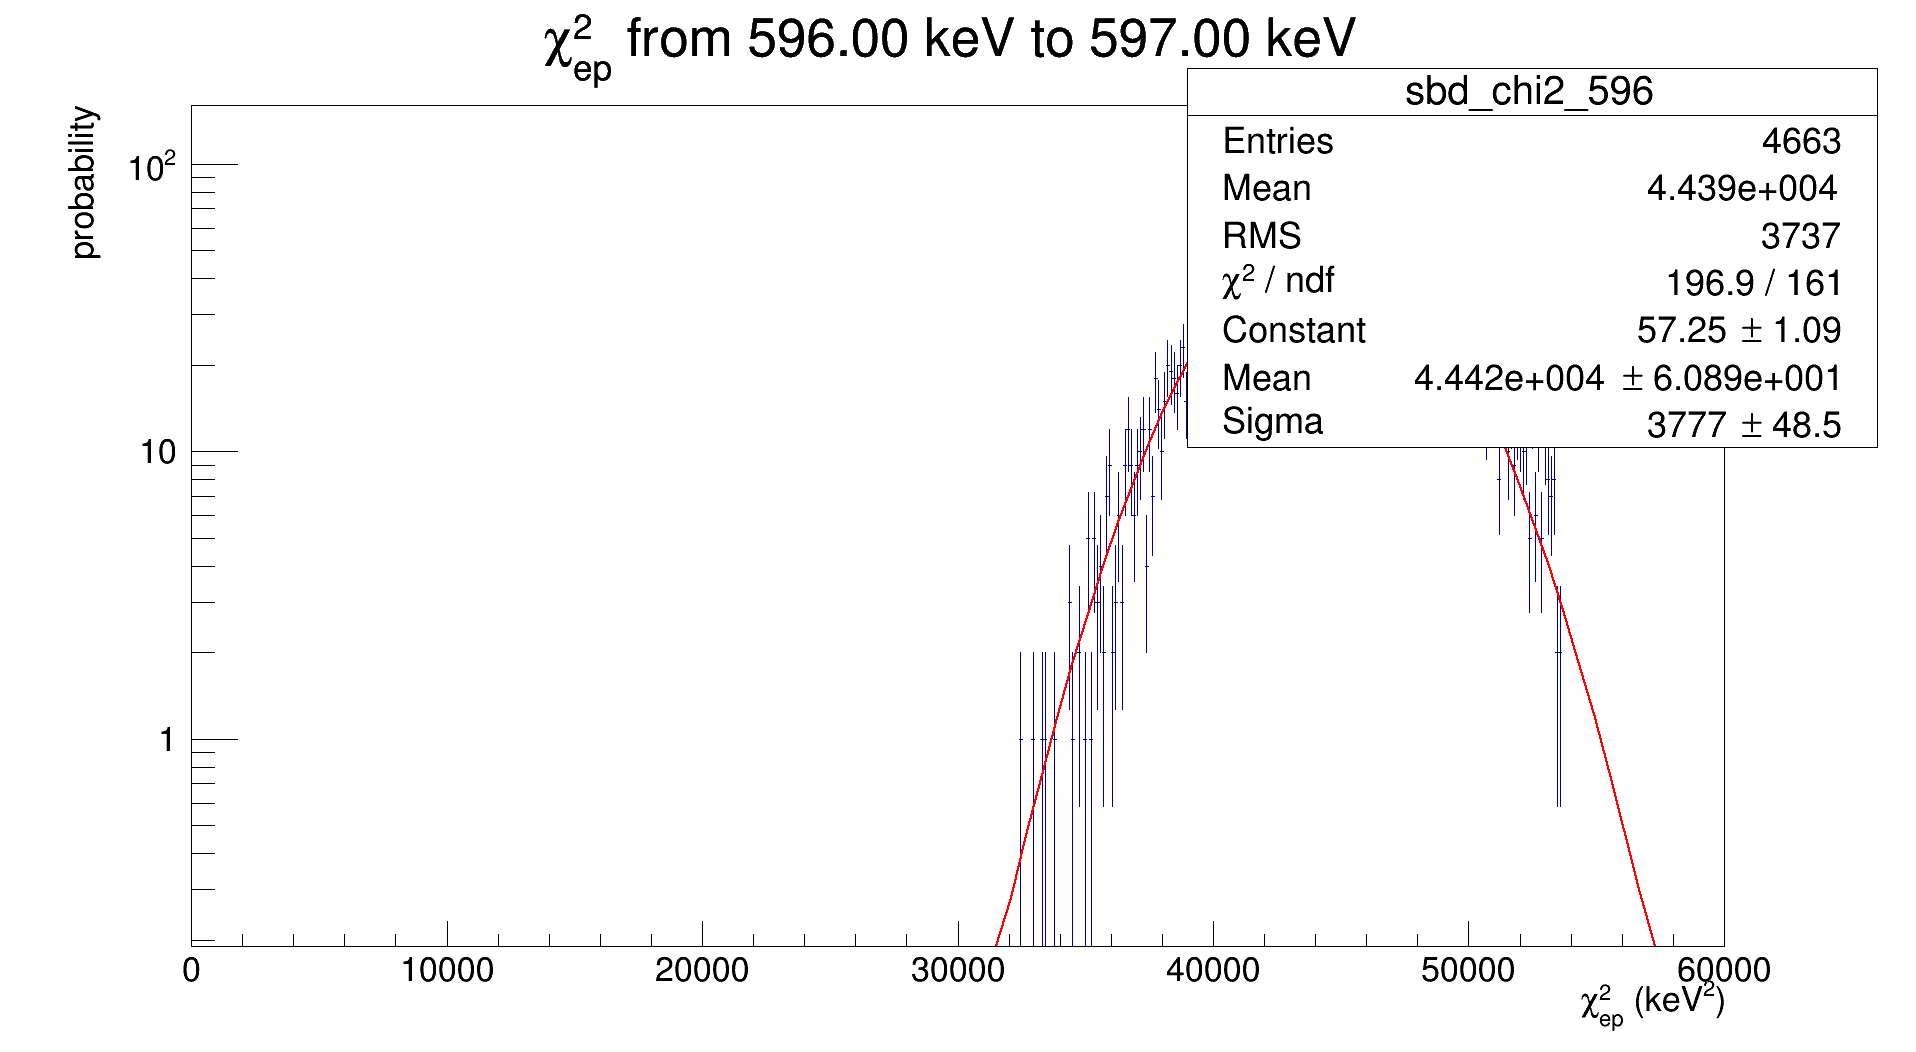 χ²ep from 596.00 keV to 597.00 keV
sbd_chi2_596
Entries 4663
Mean 4.439e+004
RMS 3737
χ² / ndf 196.9 / 161
Constant 57.25 ± 1.09
Mean 4.442e+004 ± 6.089e+001
Sigma 3777 ± 48.5
probability
10²
10
1
0 10000 20000 30000 40000 50000 60000
χ²ep (keV²)